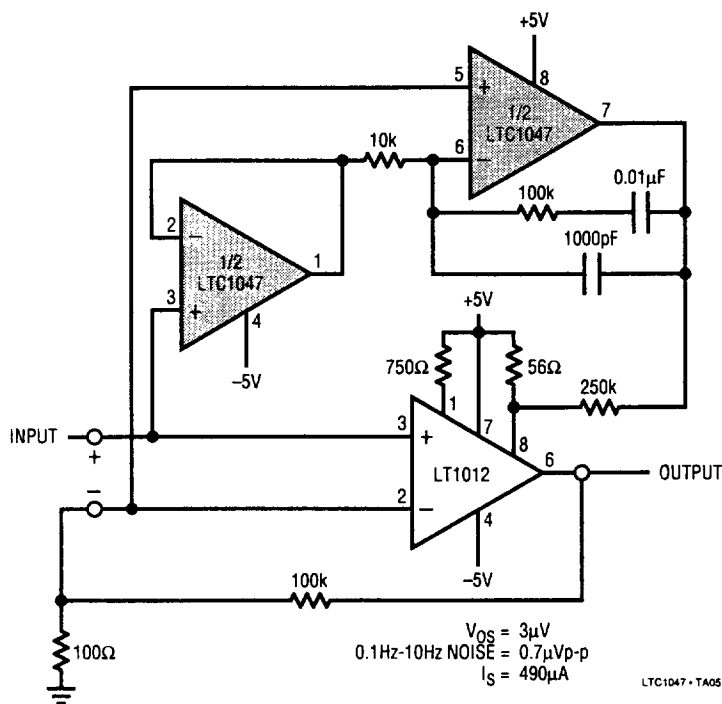 +5V
5
+
8
1/2
LTC1047
7
6
−
10k
100k
0.01µF
1000pF
2
−
1/2
LTC1047
1
3
+
4
−5V
+5V
750Ω
56Ω
250k
1
7
8
INPUT
+
3
+
LT1012
6
OUTPUT
−
2
−
4
−5V
100k
100Ω
VOS = 3µV
0.1Hz-10Hz NOISE = 0.7µVp-p
IS = 490µA
LTC1047 • TA05